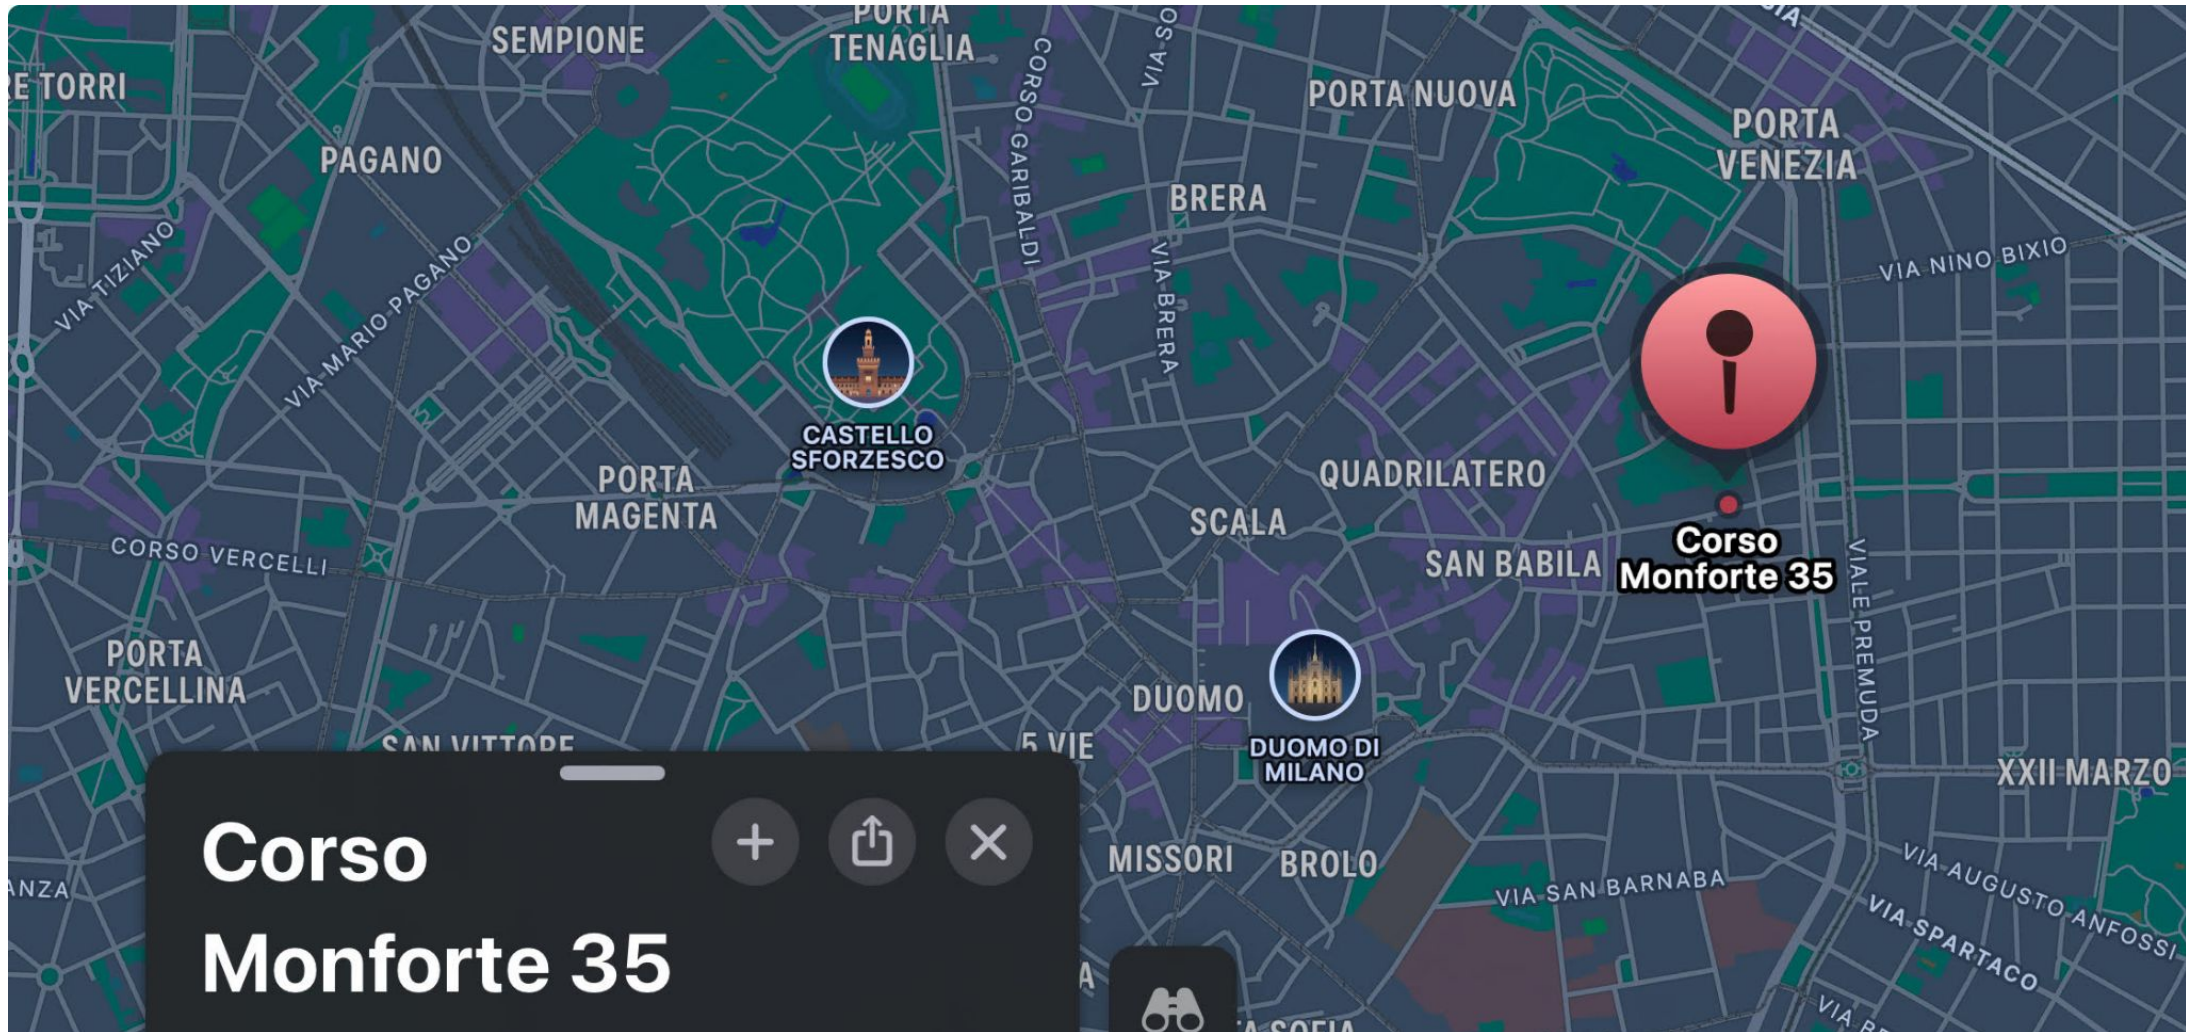 PORTA
TENAGLIA
SEMPIONE
RE TORRI
PORTA NUOVA
PORTA
VENEZIA
PAGANO
CORSO GARIBALDI
VIA SO
BRERA
VIA TIZIANO
VIA MARIO PAGANO
VIA BRERA
VIA NINO BIXIO
CASTELLO
SFORZESCO
PORTA
MAGENTA
QUADRILATERO
SCALA
Corso
Monforte 35
SAN BABILA
CORSO VERCELLI
VIALE PREMUDA
PORTA
VERCELLINA
DUOMO
SAN VITTORE
5 VIE
DUOMO DI
MILANO
XXII MARZO
Corso
Monforte 35
MISSORI
BROLO
VIA SAN BARNABA
VIA AUGUSTO ANFOSSI
VIA SPARTACO
ANZA